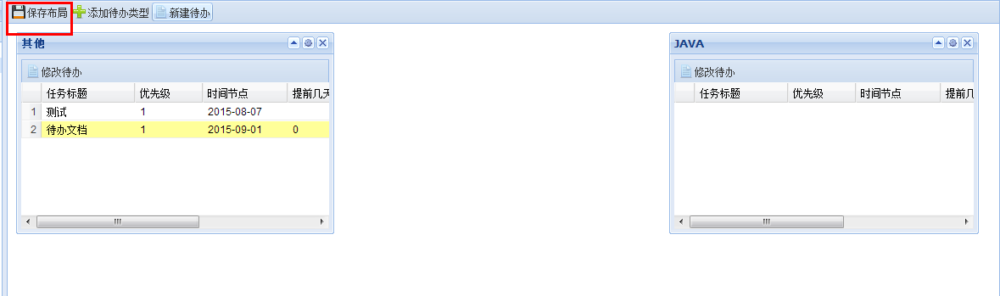 保存布局 添加待办类型 新建待办
其他 JAVA
修改待办 修改待办
任务标题 优先级 时间节点 提前几天 任务标题 优先级 时间节点 提前几
1 测试 1 2015-08-07
2 待办文档 1 2015-09-01 0